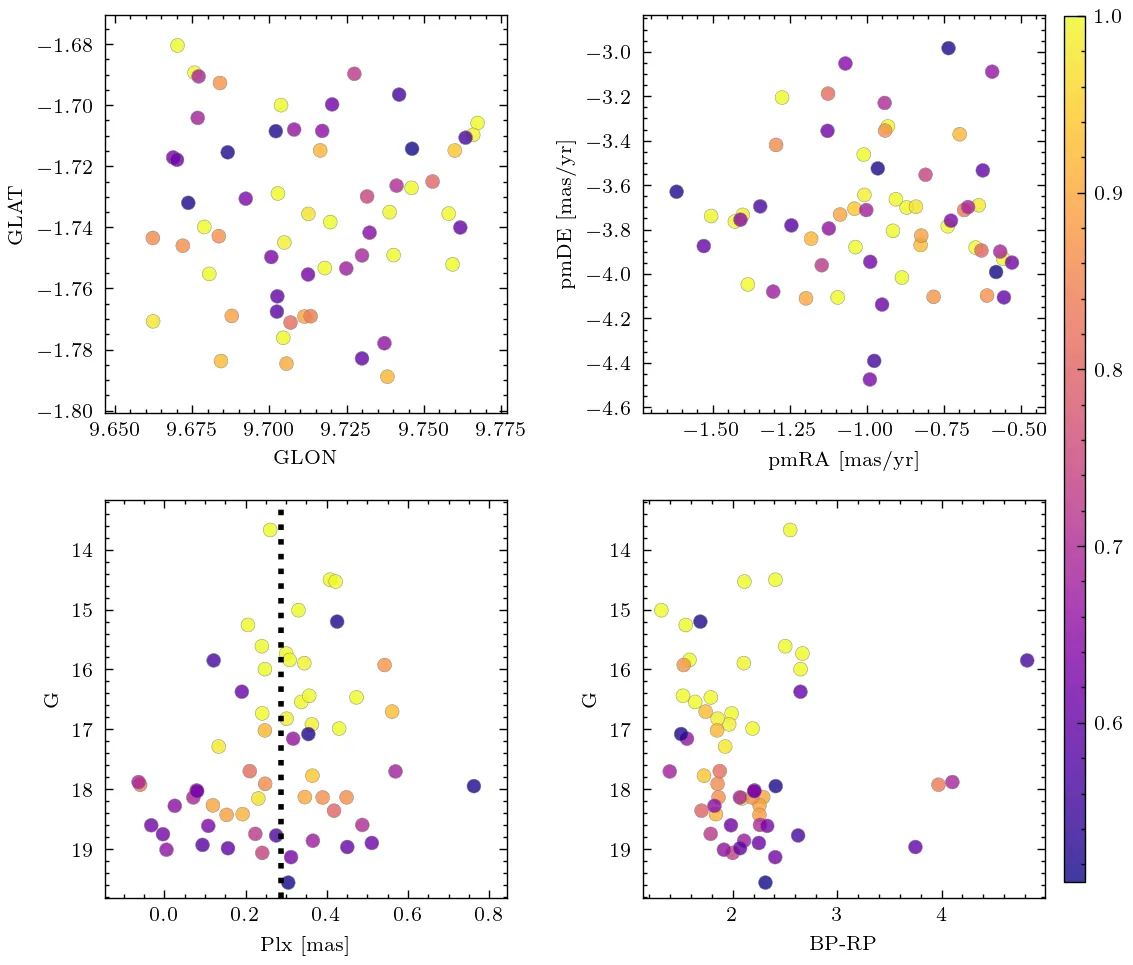 −1.68
−1.70
−1.72
−1.74
−1.76
−1.78
−1.80
GLAT
9.650 9.675 9.700 9.725 9.750 9.775
GLON
−3.0
−3.2
−3.4
−3.6
−3.8
−4.0
−4.2
−4.4
−4.6
pmDE [mas/yr]
−1.50 −1.25 −1.00 −0.75 −0.50
pmRA [mas/yr]
1.0
0.9
0.8
0.7
0.6
14
15
16
17
18
19
G
0.0 0.2 0.4 0.6 0.8
Plx [mas]
14
15
16
17
18
19
G
2 3 4
BP-RP